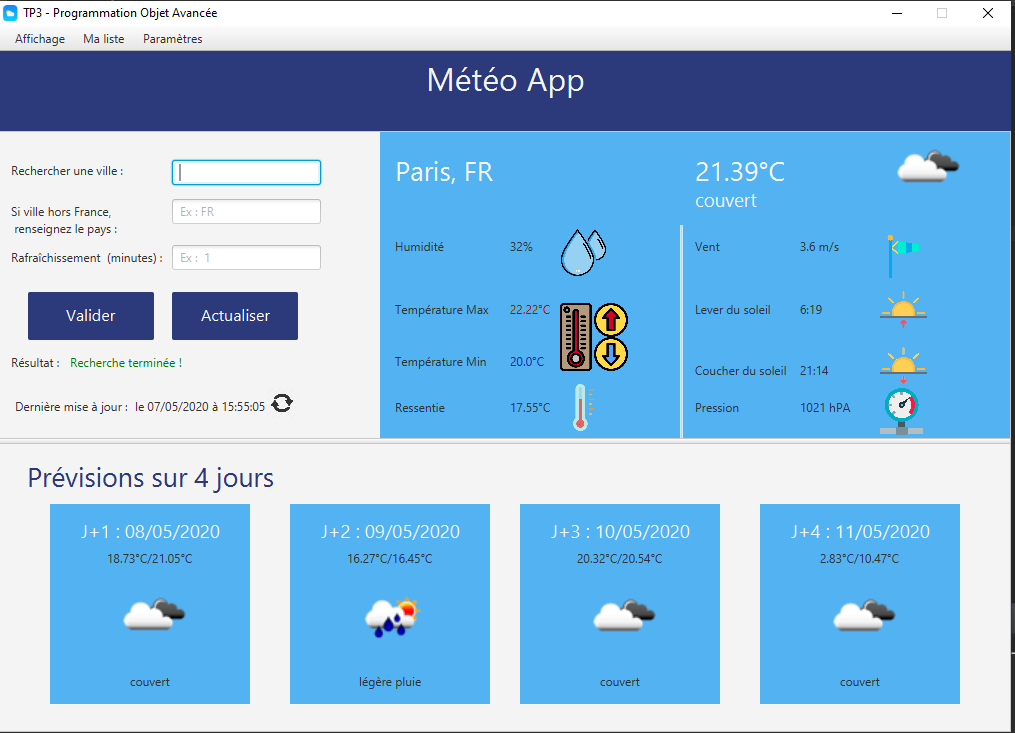 TP3 - Programmation Objet Avancée
Affichage Ma liste Paramètres
Météo App
Rechercher une ville :
Si ville hors France,
renseignez le pays :
Ex : FR
Rafraîchissement (minutes) :
Ex : 1
Valider
Actualiser
Résultat : Recherche terminée !
Dernière mise à jour : le 07/05/2020 à 15:55:05
Paris, FR
21.39°C
couvert
Humidité 32%
Température Max 22.22°C
Température Min 20.0°C
Ressentie 17.55°C
Vent 3.6 m/s
Lever du soleil 6:19
Coucher du soleil 21:14
Pression 1021 hPA
Prévisions sur 4 jours
J+1 : 08/05/2020
18.73°C/21.05°C
couvert
J+2 : 09/05/2020
16.27°C/16.45°C
légère pluie
J+3 : 10/05/2020
20.32°C/20.54°C
couvert
J+4 : 11/05/2020
2.83°C/10.47°C
couvert